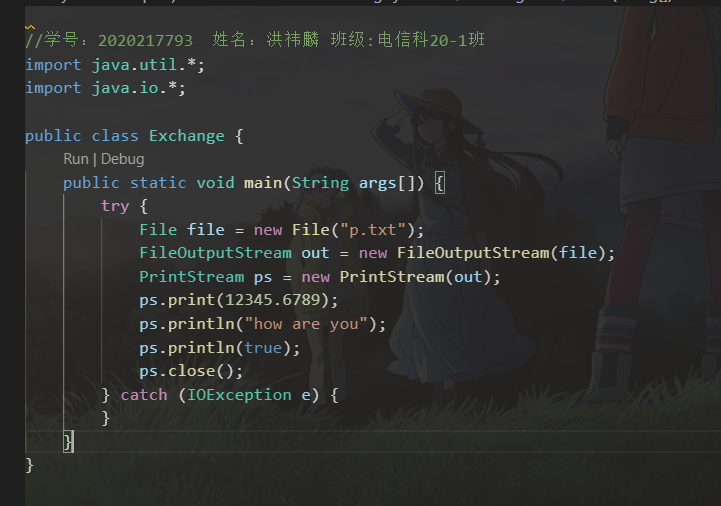 //学号：2020217793 姓名：洪祎麟 班级:电信科20-1班
import java.util.*;
import java.io.*;
public class Exchange {
Run | Debug
public static void main(String args[]) {
try {
File file = new File("p.txt");
FileOutputStream out = new FileOutputStream(file);
PrintStream ps = new PrintStream(out);
ps.print(12345.6789);
ps.println("how are you");
ps.println(true);
ps.close();
} catch (IOException e) {
}
}
}